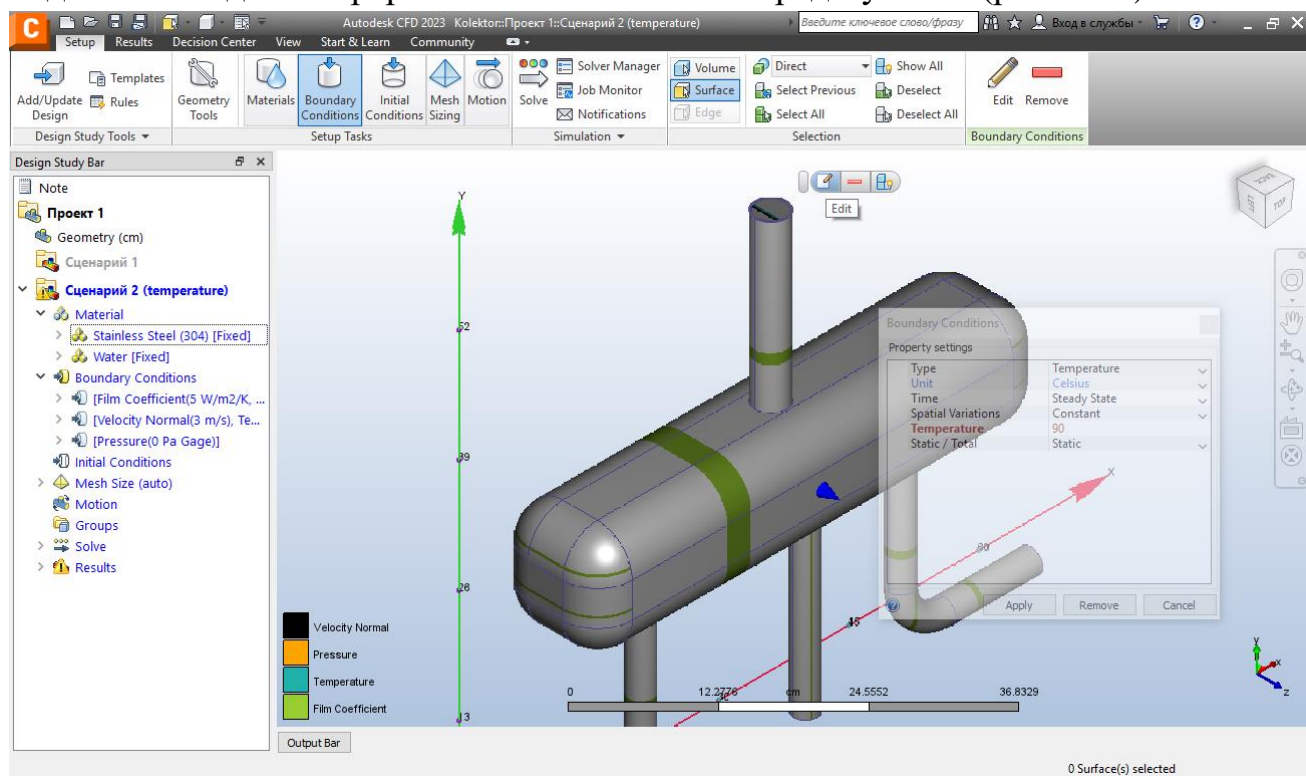 Autodesk CFD 2023 Kolektor::Проект 1::Сценарий 2 (temperature)
Введите ключевое слово/фразу
Вход в службы
Setup Results Decision Center View Start & Learn Community
Add/Update Design
Templates
Rules
Design Study Tools
Geometry Tools
Materials
Boundary Conditions
Initial Conditions
Mesh Sizing
Motion
Setup Tasks
Solve
Solver Manager
Job Monitor
Notifications
Simulation
Volume
Surface
Edge
Direct
Select Previous
Select All
Show All
Deselect
Deselect All
Selection
Edit
Remove
Boundary Conditions
Design Study Bar
Note
Проект 1
Geometry (cm)
Сценарий 1
Сценарий 2 (temperature)
Material
Stainless Steel (304) [Fixed]
Water [Fixed]
Boundary Conditions
[Film Coefficient(5 W/m2/K, ...
[Velocity Normal(3 m/s), Te...
[Pressure(0 Pa Gage)]
Initial Conditions
Mesh Size (auto)
Motion
Groups
Solve
Results
Edit
Y
52
39
26
13
X
Boundary Conditions
Property settings
Type Temperature
Unit Celsius
Time Steady State
Spatial Variations Constant
Temperature 90
Static / Total Static
Apply Remove Cancel
Velocity Normal
Pressure
Temperature
Film Coefficient
0 12.2776 cm 24.5552 36.8329
TOP
Y
X
Z
Output Bar
0 Surface(s) selected